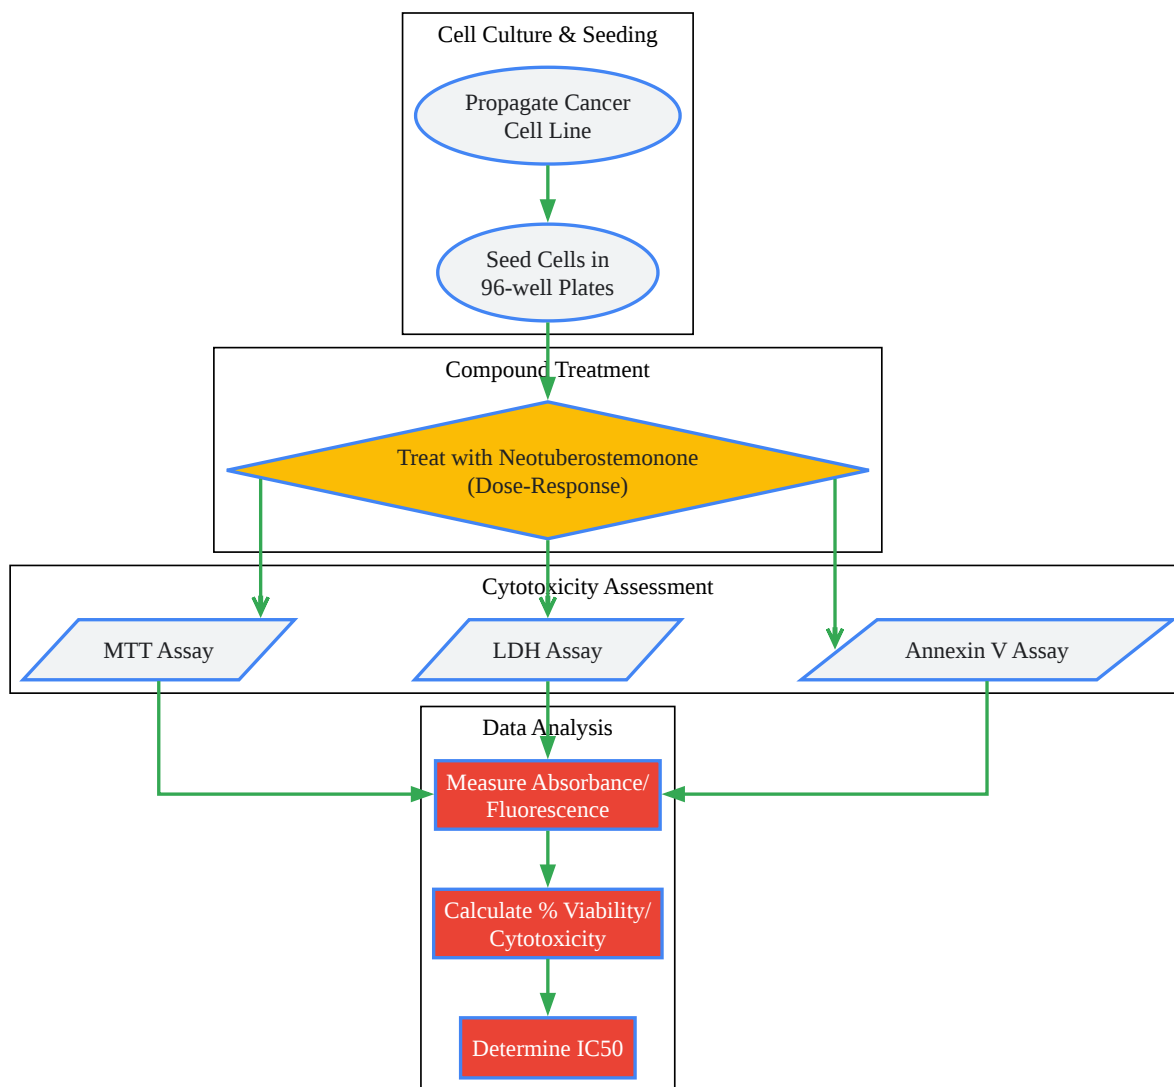 Cell Culture & Seeding
Propagate Cancer
Cell Line
Seed Cells in
96-well Plates
Compound Treatment
Treat with Neotuberostemonone
(Dose-Response)
Cytotoxicity Assessment
MTT Assay
LDH Assay
Annexin V Assay
Data Analysis
Measure Absorbance/
Fluorescence
Calculate % Viability/
Cytotoxicity
Determine IC50